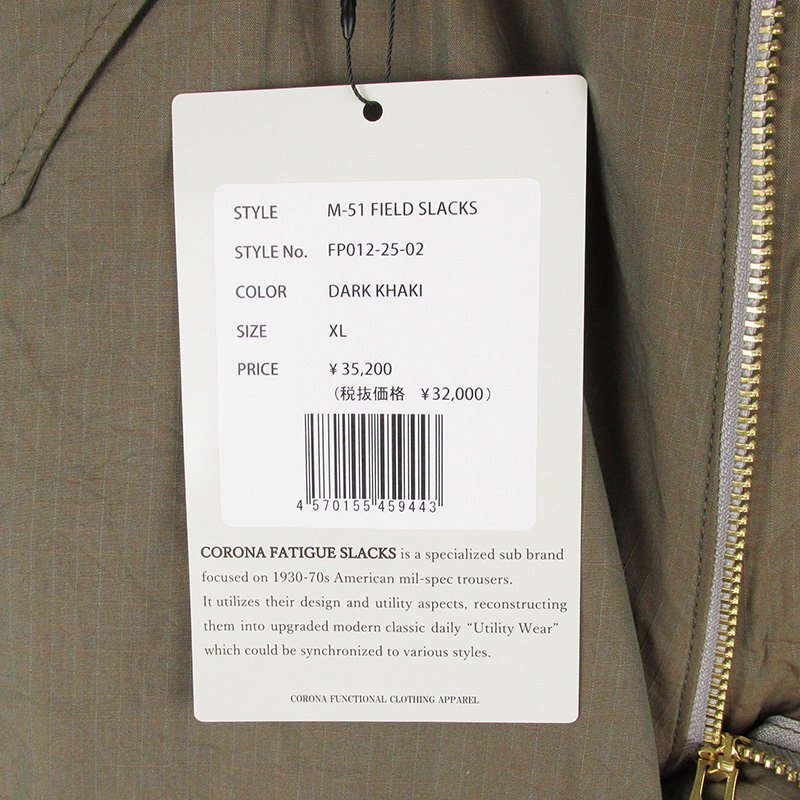 STYLE M-51 FIELD SLACKS
STYLE No. FP012-25-02
COLOR DARK KHAKI
SIZE XL
PRICE ¥ 35,200
(税抜価格 ¥32,000)
4 570155 459443
CORONA FATIGUE SLACKS is a specialized sub brand
focused on 1930-70s American mil-spec trousers.
It utilizes their design and utility aspects, reconstructing
them into upgraded modern classic daily “Utility Wear”
which could be synchronized to various styles.
CORONA FUNCTIONAL CLOTHING APPAREL